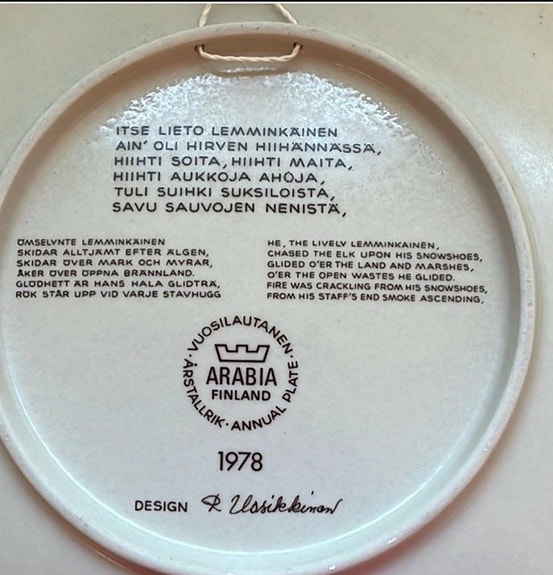 ITSE LIETO LEMMINKÄINEN
AIN' OLI HIRVEN HIIHÄNNÄSSÄ,
HIIHTI SOITA, HIIHTI MAITA,
HIIHTI AUKKOJA AHOJA,
TULI SUIHKI SUKSILOISTA,
SAVU SAUVOJEN NENISTÄ,
ÖMSELYNTE LEMMINKÄINEN
SKIDAR ALLTJÄMT EFTER ÄLGEN,
SKIDAR ÖVER MARK OCH MYRAR,
ÅKER ÖVER ÖPPNA BRÄNNLAND.
GLÖDHETT ÄR HANS HALA GLIDTRÄ,
RÖK STÅR UPP VID VARJE STAVHUGG
HE, THE LIVELY LEMMINKAINEN,
CHASED THE ELK UPON HIS SNOWSHOES,
GLIDED O'ER THE LAND AND MARSHES,
O'ER THE OPEN WASTES HE GLIDED.
FIRE WAS CRACKLING FROM HIS SNOWSHOES,
FROM HIS STAFF'S END SMOKE ASCENDING,
· VUOSILAUTANEN ·
ARABIA
FINLAND
ÅRSTALLRIK · ANNUAL PLATE
1978
DESIGN R Uosikkinen